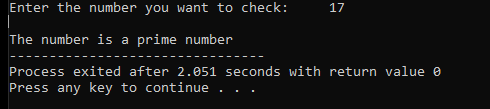 Enter the number you want to check:     17
The number is a prime number
--------------------------------
Process exited after 2.051 seconds with return value 0
Press any key to continue . . .